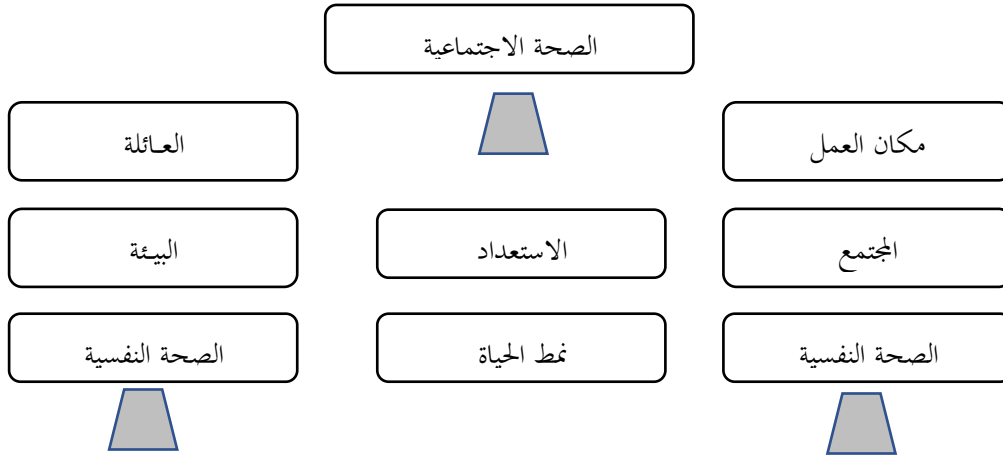 الصحة الاجتماعية
مكان العمل
العائلة
المجتمع
الاستعداد
البيئة
الصحة النفسية
نمط الحياة
الصحة النفسية